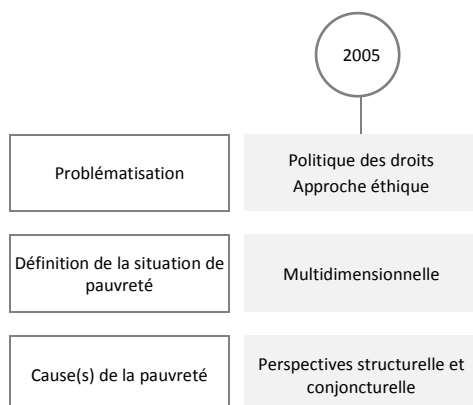 2005
Problématisation
Politique des droits
Approche éthique
Définition de la situation de
pauvreté
Multidimensionnelle
Cause(s) de la pauvreté
Perspectives structurelle et
conjoncturelle